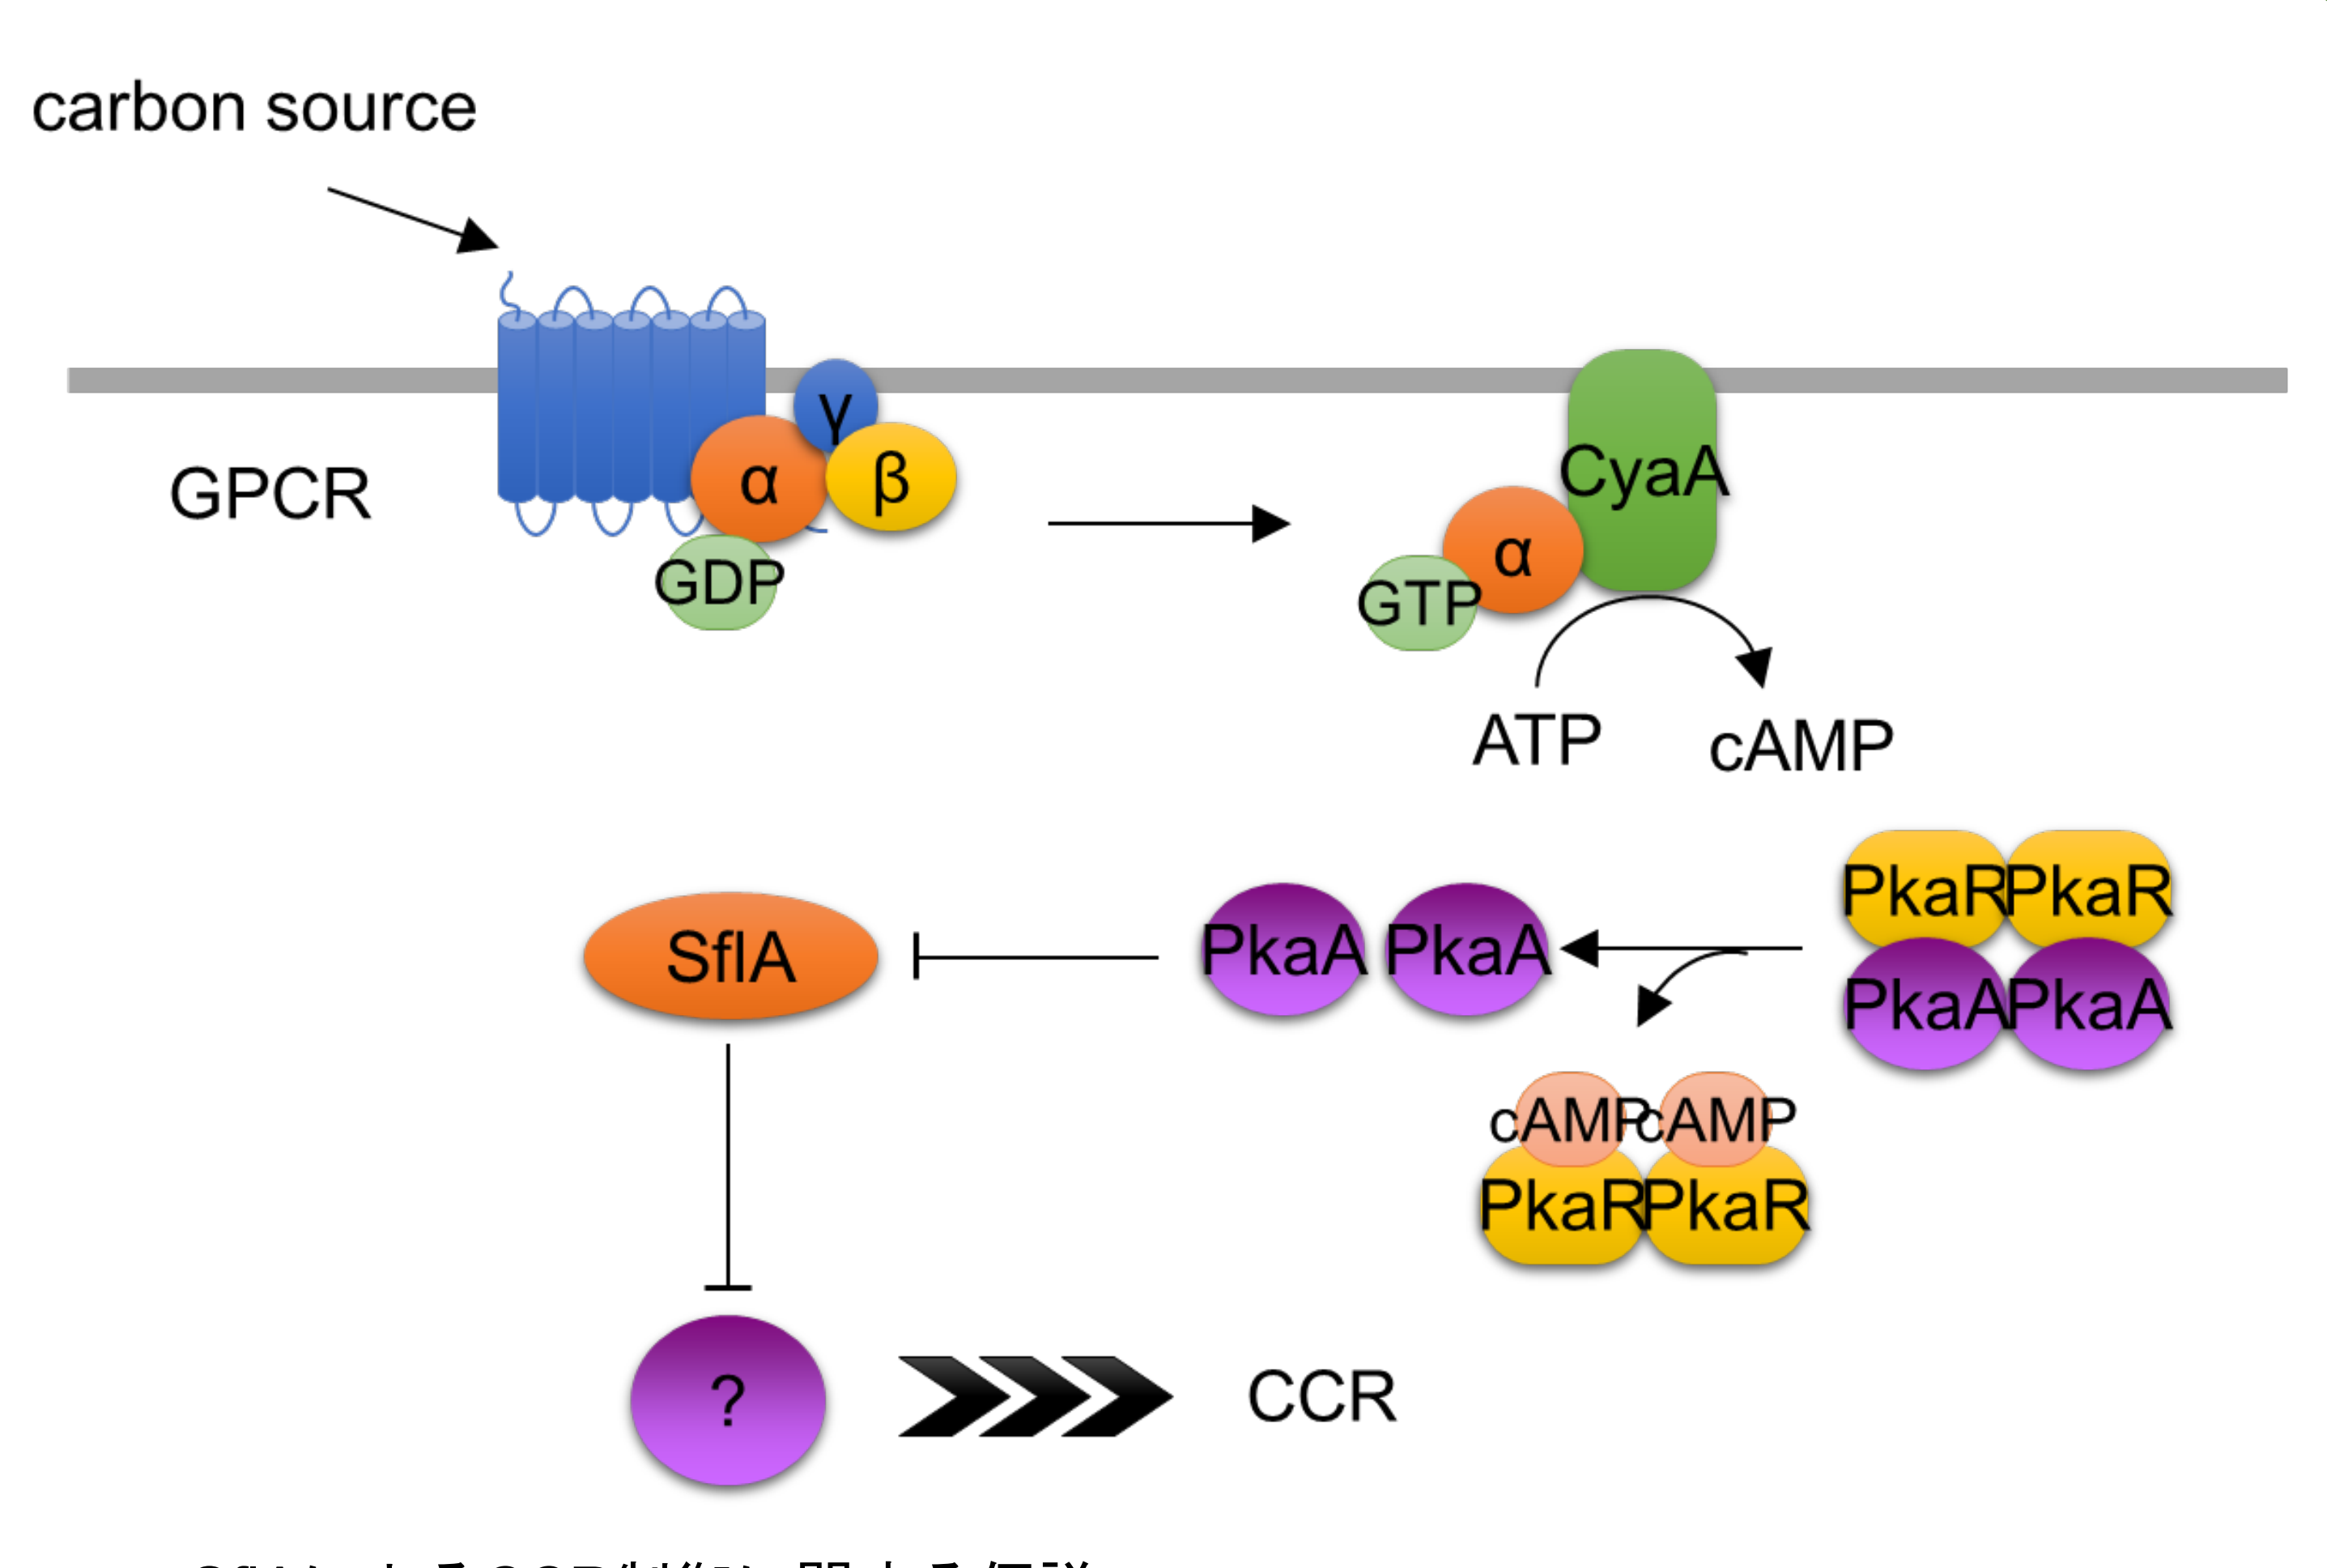 carbon source
γ
α
β
GPCR
GDP
CyaA
α
GTP
ATP
cAMP
PkaR PkaR
SflA
PkaA PkaA
PkaA PkaA
cAMP cAMP
PkaR PkaR
?
CCR